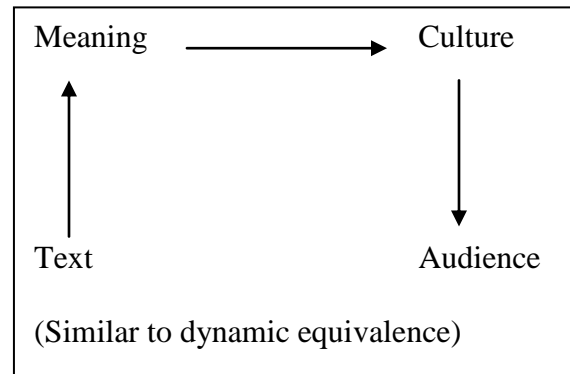 Meaning Culture
Text Audience
(Similar to dynamic equivalence)